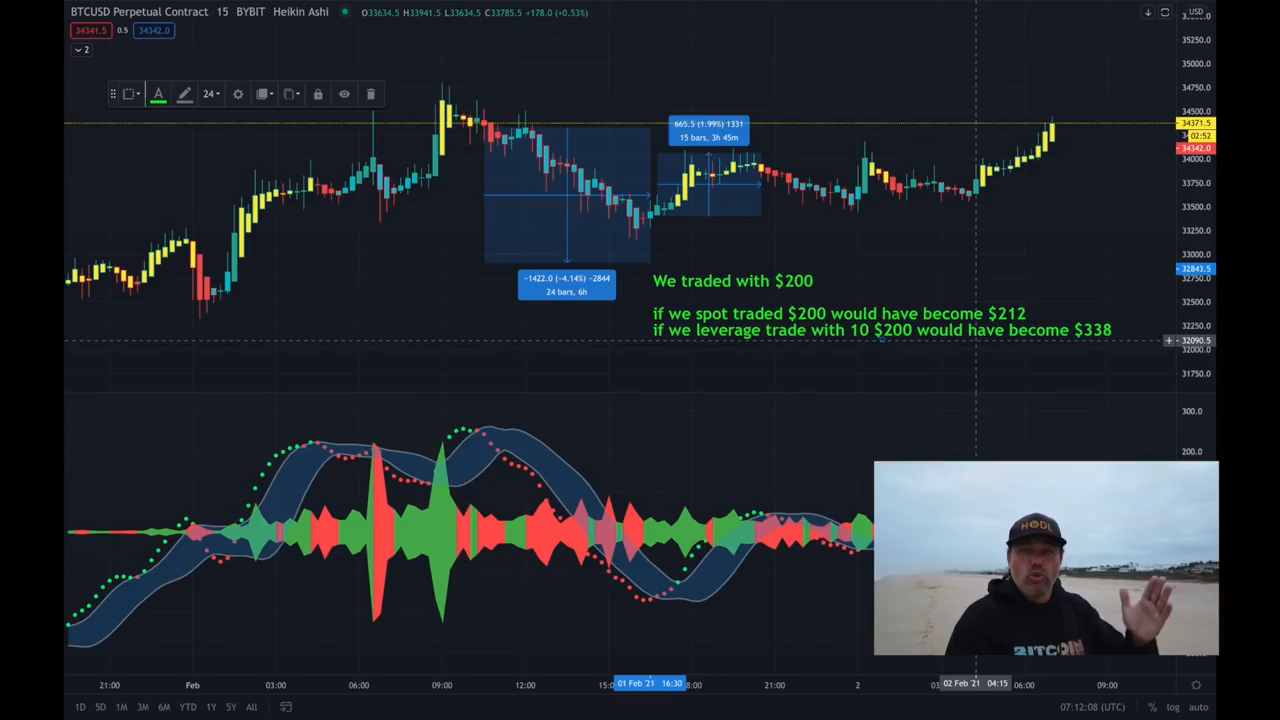 BTCUSD Perpetual Contract · 15 · BYBIT · Heikin Ashi O33634.5 H33941.5 L33634.5 C33785.5 +178.0 (+0.53%)
USD
34341.5 0.5 34342.0
2
24
35250.0
35000.0
34750.0
34500.0
34371.5
02:52
34342.0
34000.0
33750.0
33500.0
33250.0
33000.0
32843.5
32750.0
32500.0
32250.0
32090.5
32000.0
31750.0
665.5 (1.99%) 1331
15 bars, 3h 45m
−1422.0 (−4.14%) −2844
24 bars, 6h
We traded with $200
if we spot traded $200 would have become $212
if we leverage trade with 10 $200 would have become $338
300.0
200.0
HODL
BITCOIN
21:00 Feb 03:00 06:00 09:00 12:00 01 Feb '21 16:30 21:00 2 02 Feb '21 04:15 06:00 09:00
1D 5D 1M 3M 6M YTD 1Y 5Y All 07:12:08 (UTC) % log auto